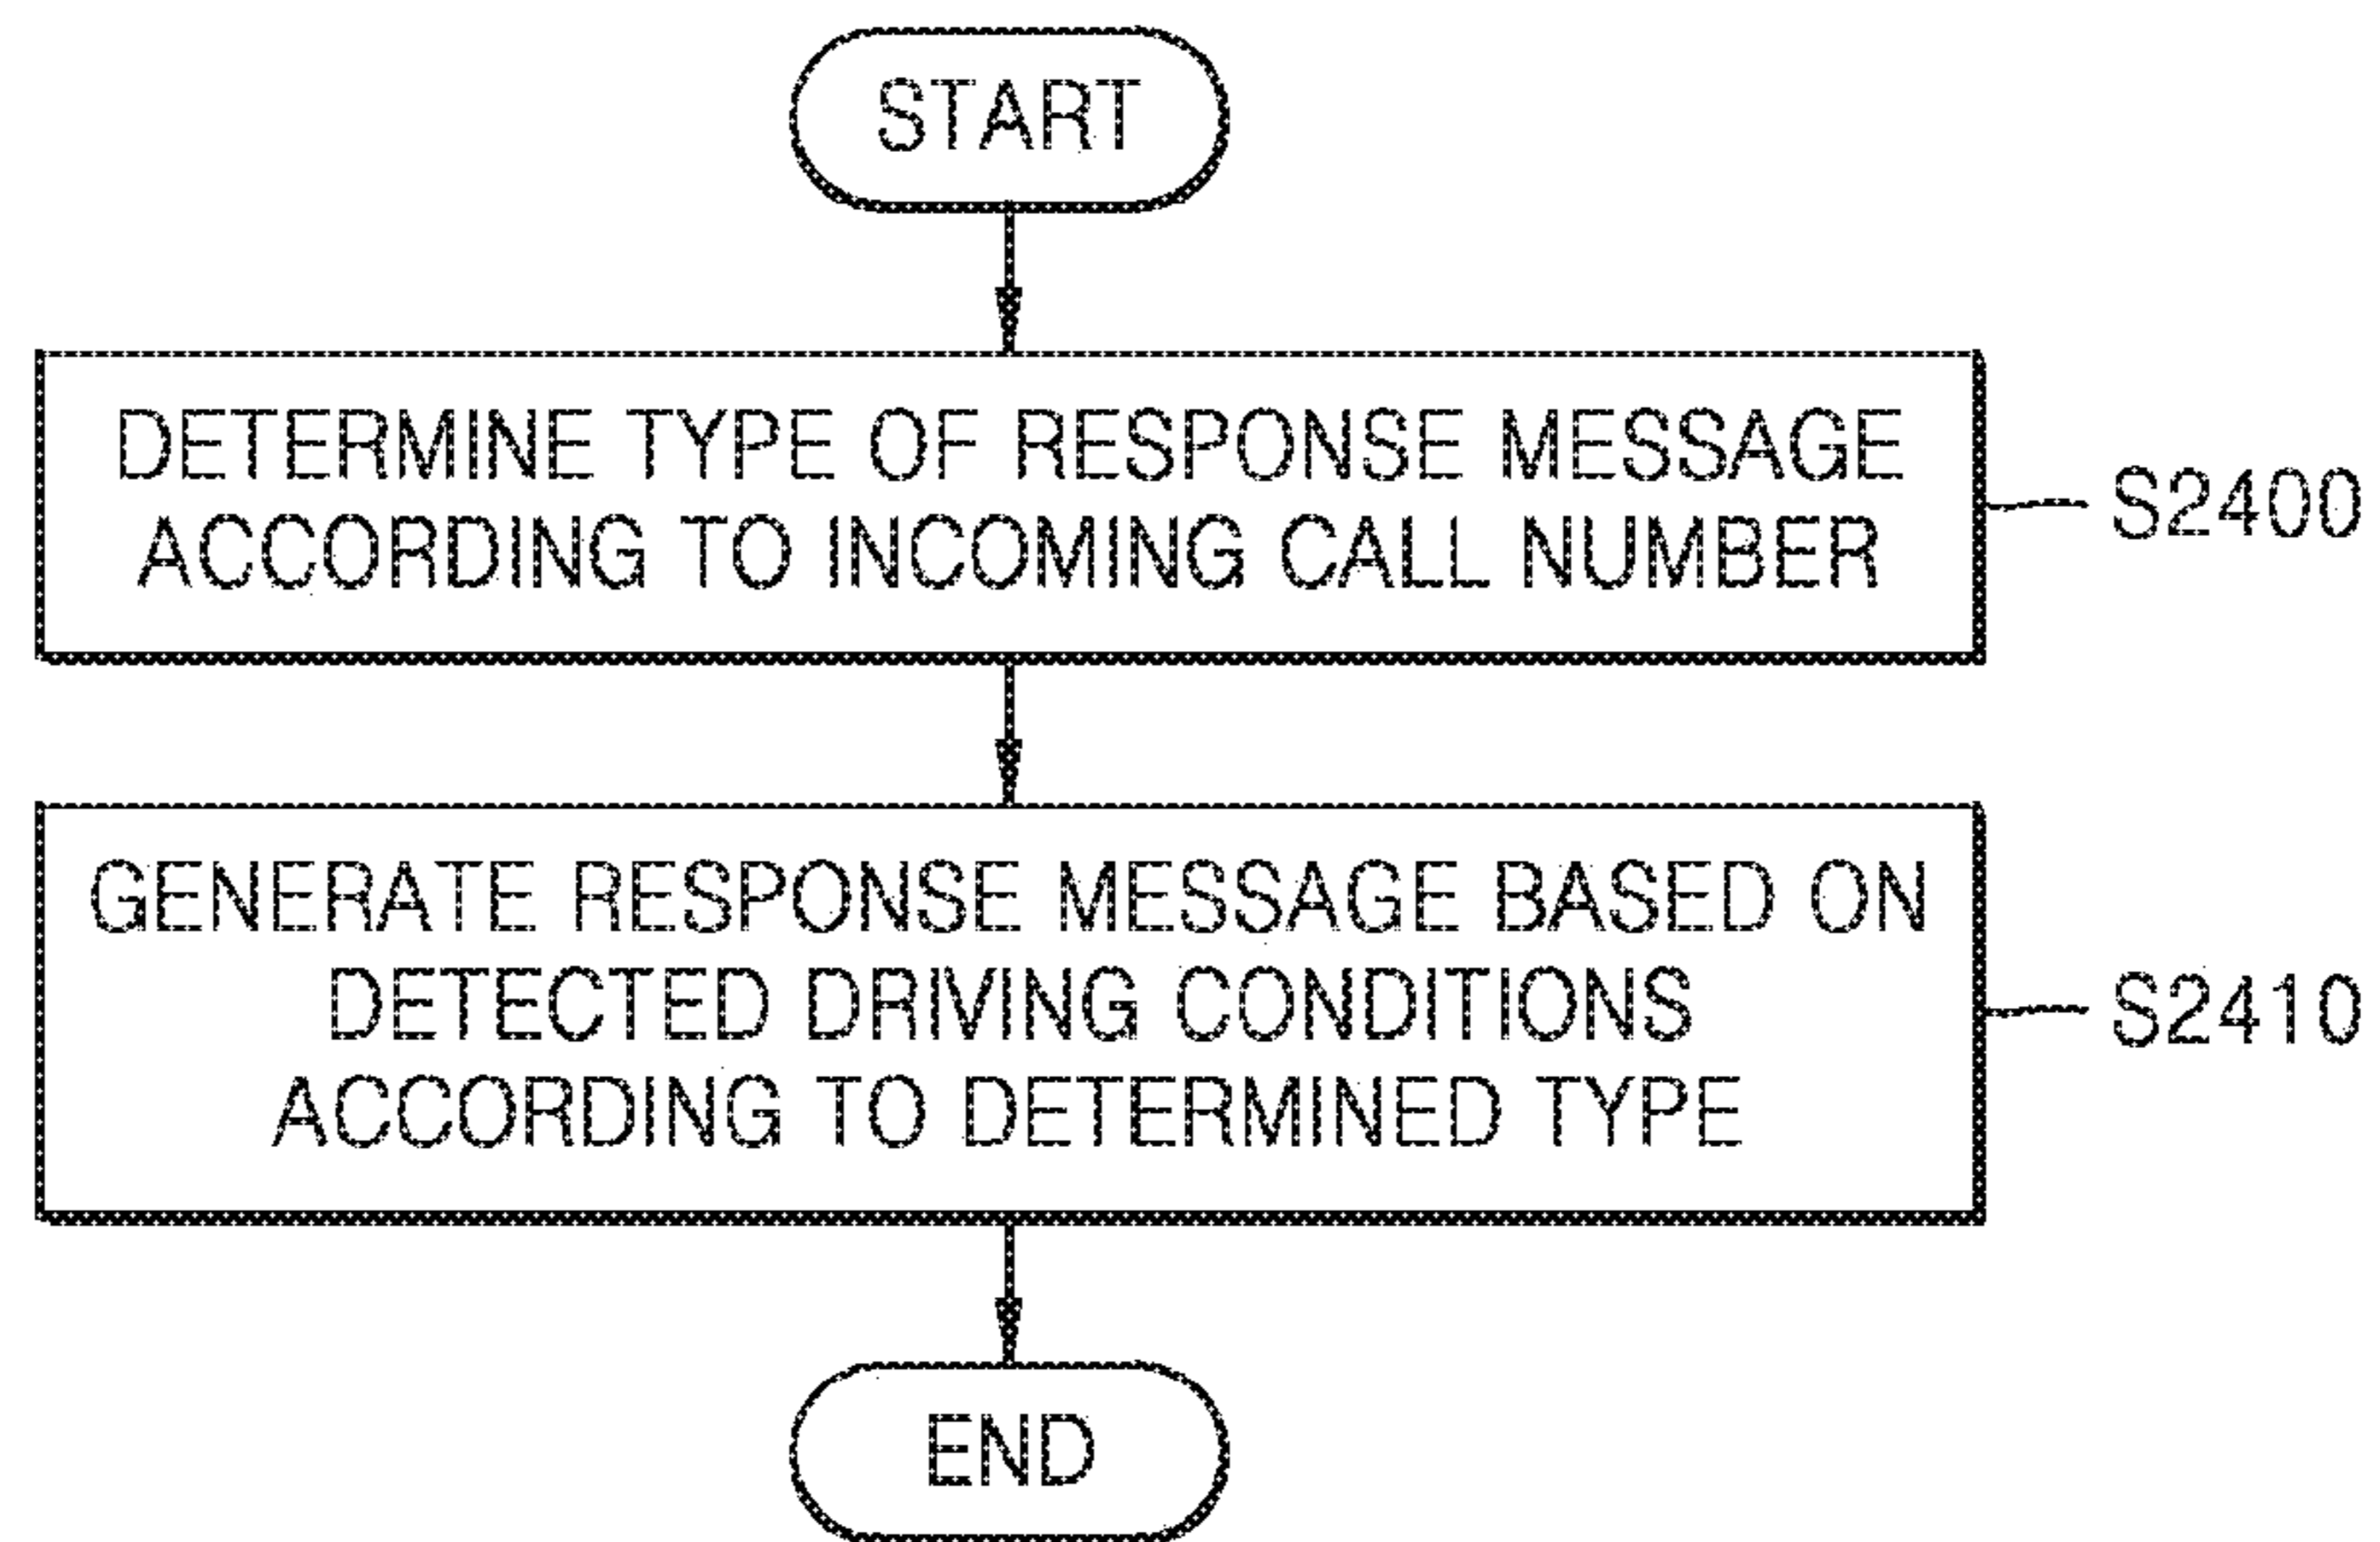 START
DETERMINE TYPE OF RESPONSE MESSAGE
ACCORDING TO INCOMING CALL NUMBER
S2400
GENERATE RESPONSE MESSAGE BASED ON
DETECTED DRIVING CONDITIONS
ACCORDING TO DETERMINED TYPE
S2410
END